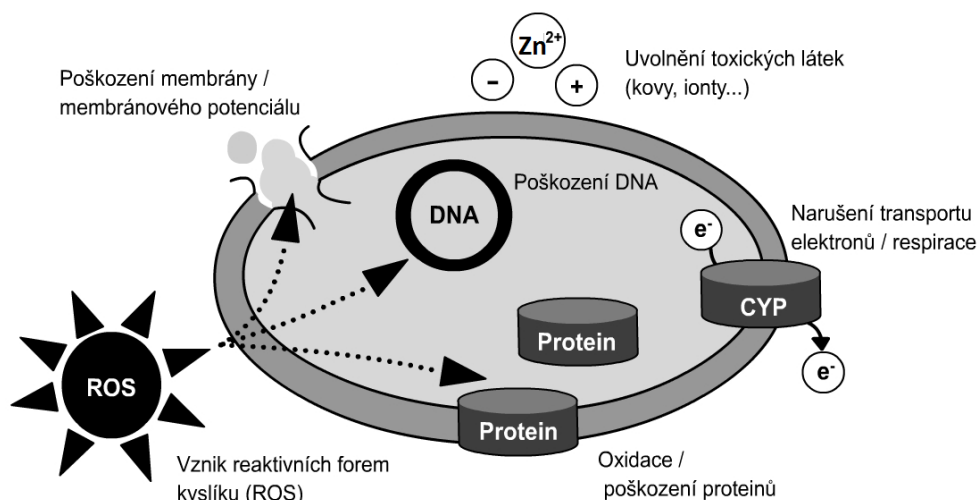 Zn2+
-
+
Uvolnění toxických látek
(kovy, ionty...)
Poškození membrány /
membránového potenciálu
Poškození DNA
DNA
Narušení transportu
elektronů / respirace
e-
CYP
e-
Protein
Protein
ROS
Vznik reaktivních forem
kyslíku (ROS)
Oxidace /
poškození proteinů